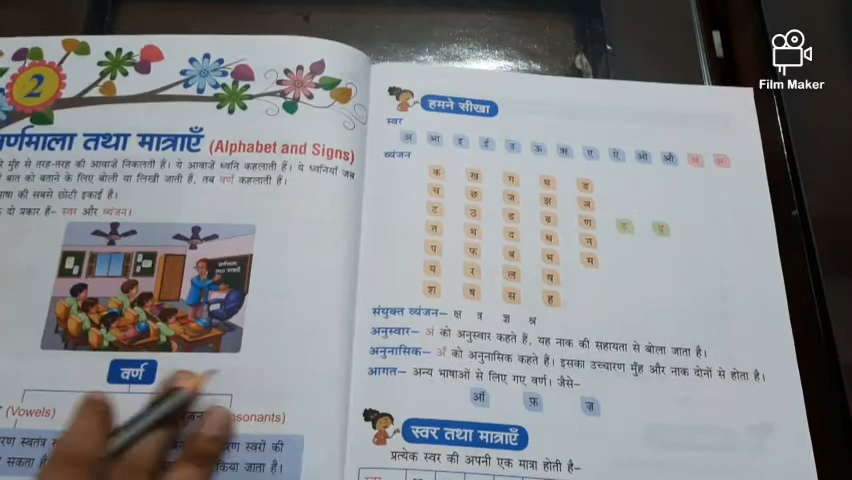 2
वर्णमाला तथा मात्राएँ (Alphabet and Signs)
मुँह से तरह-तरह की आवाज़ें निकलती हैं। ये आवाज़ें ध्वनि कहलाती हैं। ये ध्वनियाँ जब
बात को बताने के लिए बोली या लिखी जाती हैं, तब वर्ण कहलाती हैं।
भाषा की सबसे छोटी इकाई है।
दो प्रकार हैं– स्वर और व्यंजन।
वर्ण
(Vowels)
हमने सीखा
स्वर
अ आ इ ई उ ऊ ऋ ए ऐ ओ औ अं अः
व्यंजन
क ख ग घ ङ
च छ ज झ ञ
ट ठ ड ढ ण ड़ ढ़
त थ द ध न
प फ ब भ म
य र ल व
श ष स ह
संयुक्त व्यंजन– क्ष त्र ज्ञ श्र
अनुस्वार– अं को अनुस्वार कहते हैं, यह नाक की सहायता से बोला जाता है।
अनुनासिक– अँ को अनुनासिक कहते हैं। इसका उच्चारण मुँह और नाक दोनों से होता है।
आगत– अन्य भाषाओं से लिए गए वर्ण। जैसे–
ऑ फ़ ज़
स्वर तथा मात्राएँ
प्रत्येक स्वर की अपनी एक मात्रा होती है–
Film Maker